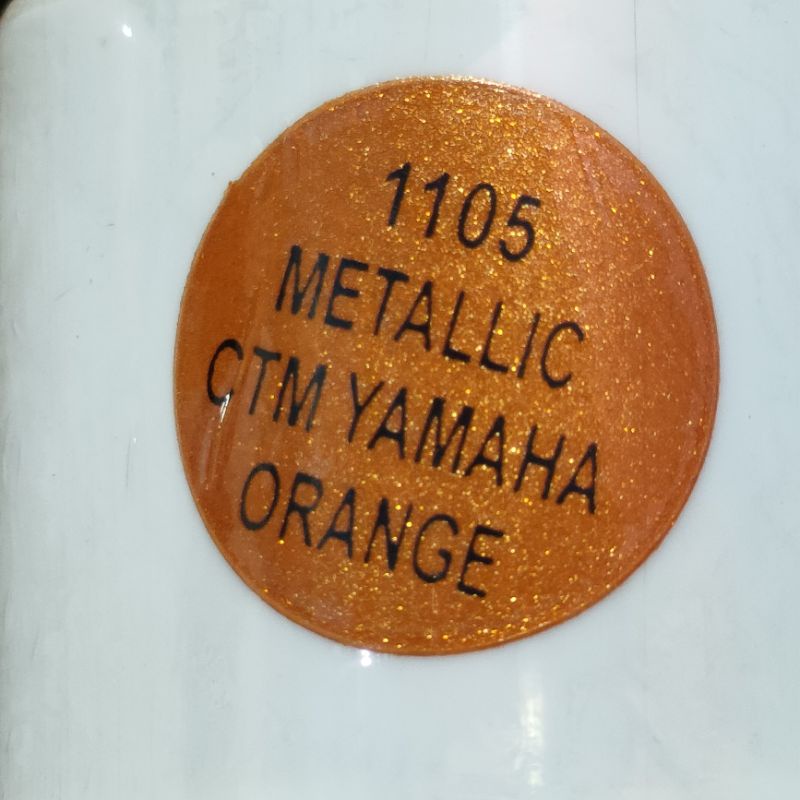 1105
METALLIC
CTM YAMAHA
ORANGE